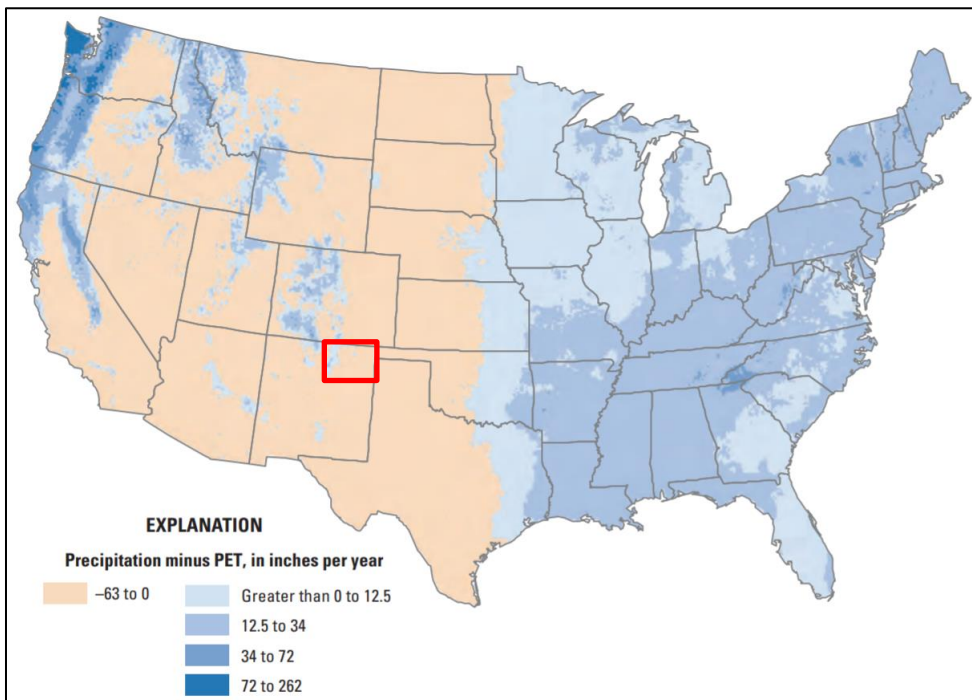 EXPLANATION
Precipitation minus PET, in inches per year
–63 to 0
Greater than 0 to 12.5
12.5 to 34
34 to 72
72 to 262